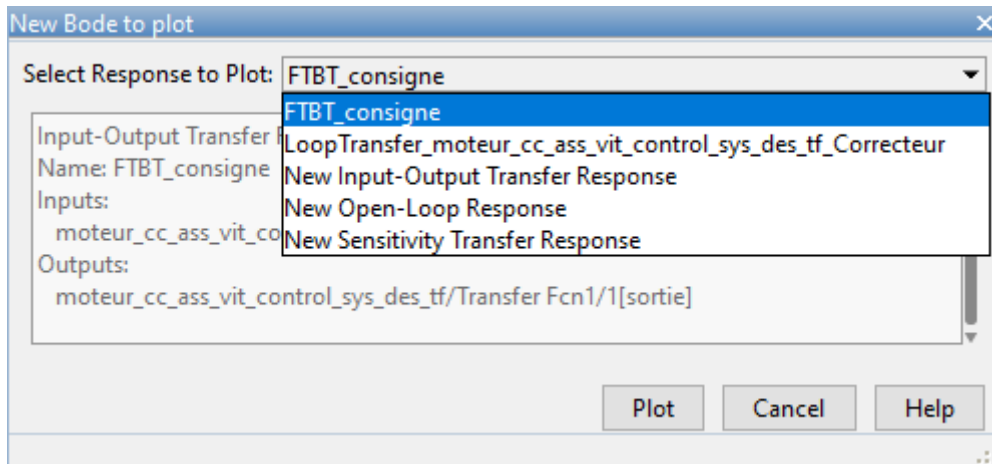 New Bode to plot
Select Response to Plot: FTBT_consigne
FTBT_consigne
LoopTransfer_moteur_cc_ass_vit_control_sys_des_tf_Correcteur
New Input-Output Transfer Response
New Open-Loop Response
New Sensitivity Transfer Response
Input-Output Transfer
Name: FTBT_consigne
Inputs:
moteur_cc_ass_vit_co
Outputs:
moteur_cc_ass_vit_control_sys_des_tf/Transfer Fcn1/1[sortie]
Plot
Cancel
Help